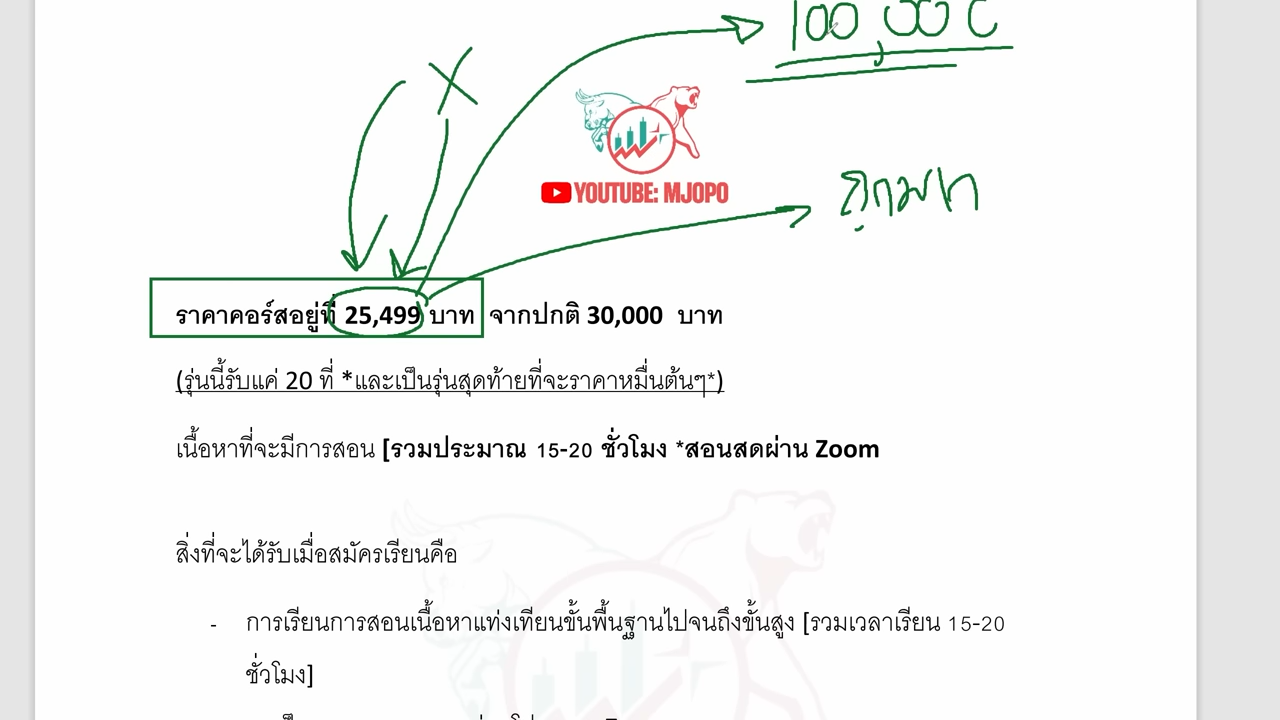 100,000
X
YOUTUBE: MJOPO
ถูกมาก
ราคาคอร์สอยู่ที่ 25,499 บาท จากปกติ 30,000 บาท
(รุ่นนี้รับแค่ 20 ที่ *และเป็นรุ่นสุดท้ายที่จะราคาหมื่นต้นๆ*)
เนื้อหาที่จะมีการสอน [รวมประมาณ 15-20 ชั่วโมง *สอนสดผ่าน Zoom
สิ่งที่จะได้รับเมื่อสมัครเรียนคือ
- การเรียนการสอนเนื้อหาแท่งเทียนขั้นพื้นฐานไปจนถึงขั้นสูง [รวมเวลาเรียน 15-20
ชั่วโมง]